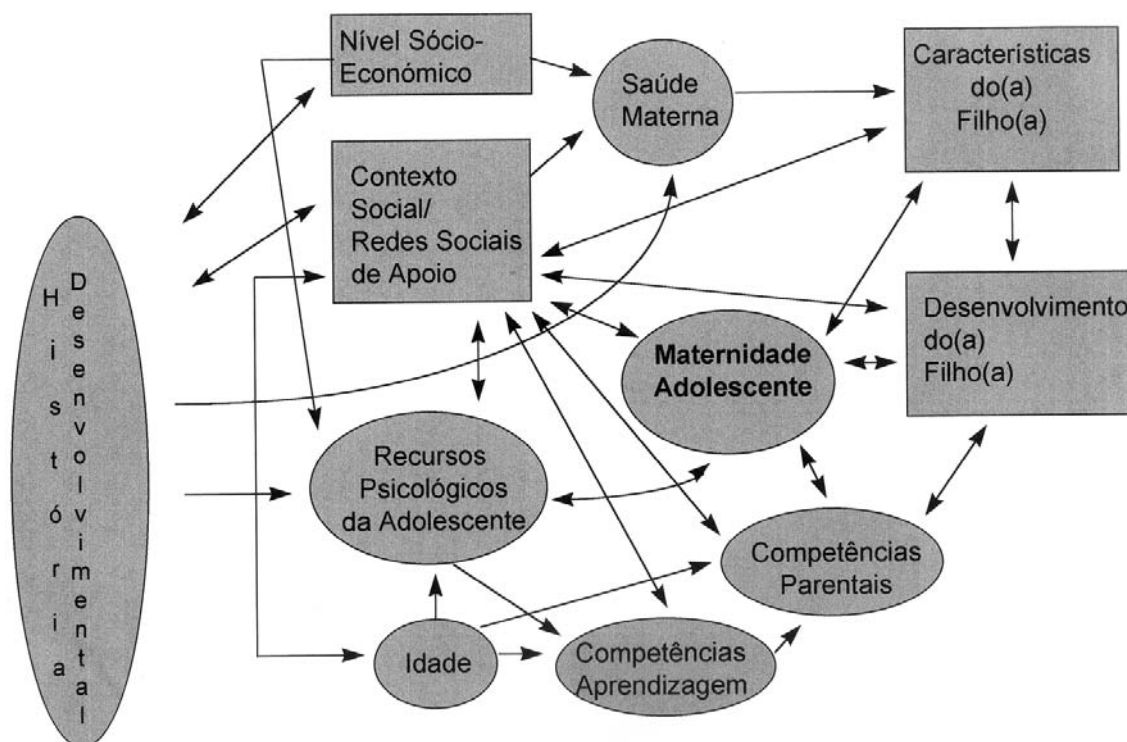 Nível Sócio-
Económico
Saúde
Materna
Características
do(a)
Filho(a)
Contexto
Social/
Redes Sociais
de Apoio
História
Desenvolvimental
Desenvolvimento
do(a)
Filho(a)
Maternidade
Adolescente
Recursos
Psicológicos
da Adolescente
Competências
Parentais
Idade
Competências
Aprendizagem